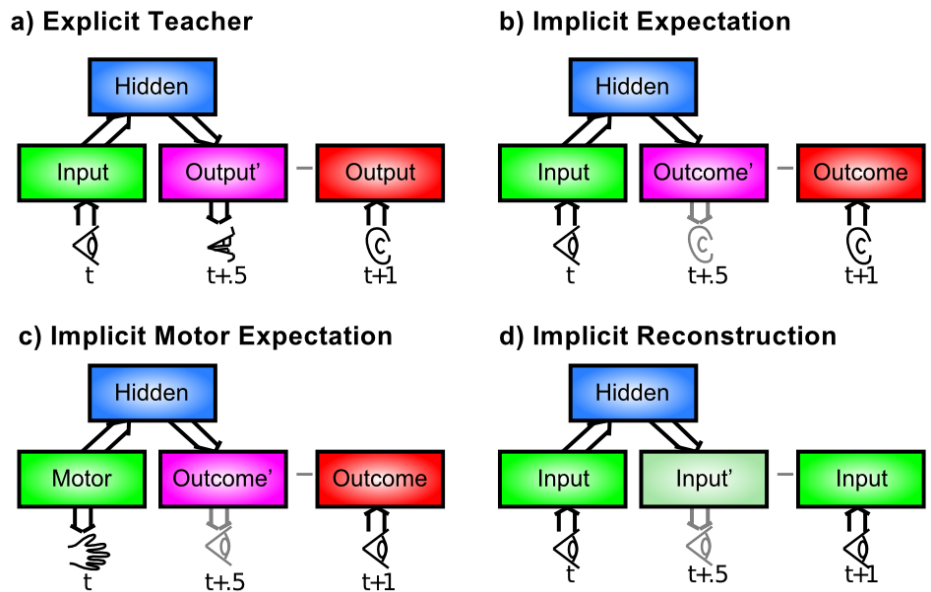 a) Explicit Teacher
Hidden
Input
Output’
Output
t
t+.5
t+1
b) Implicit Expectation
Hidden
Input
Outcome’
Outcome
t
t+.5
t+1
c) Implicit Motor Expectation
Hidden
Motor
Outcome’
Outcome
t
t+.5
t+1
d) Implicit Reconstruction
Hidden
Input
Input’
Input
t
t+.5
t+1